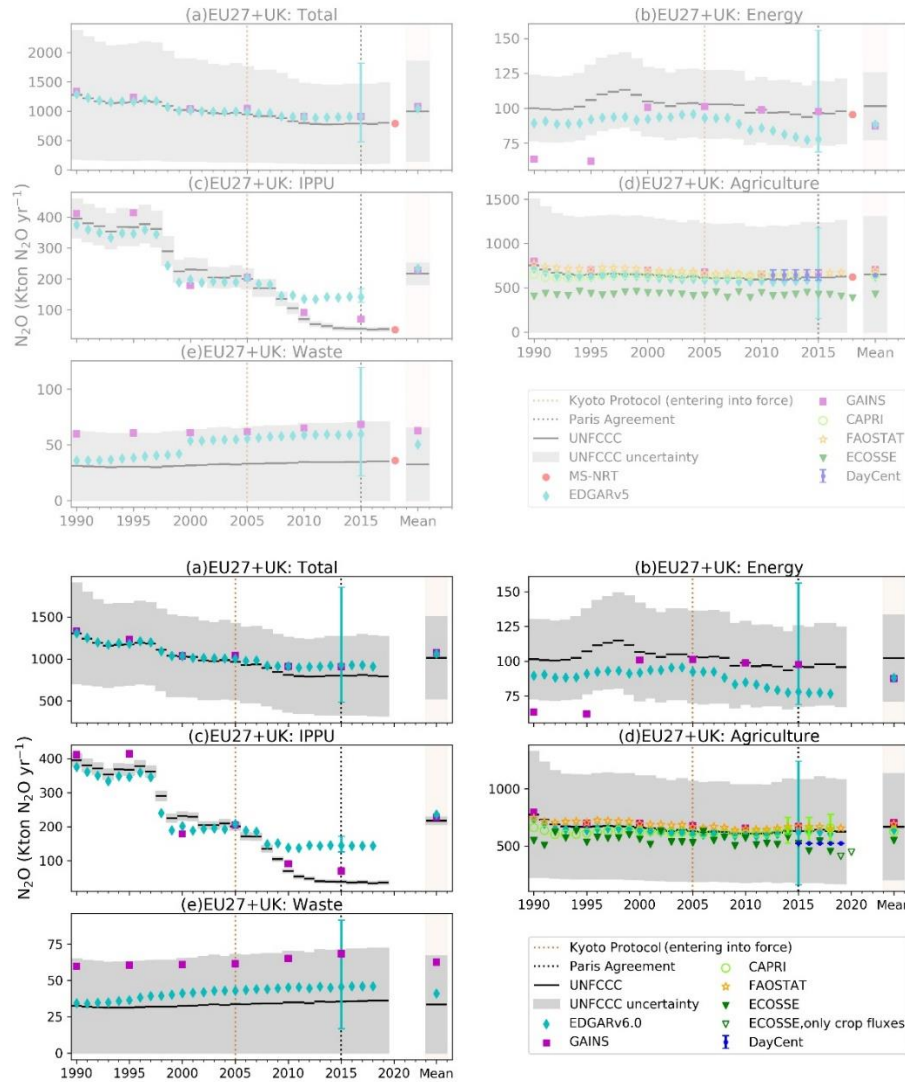 (a)EU27+UK: Total
2000
1500
1000
500
0
(b)EU27+UK: Energy
150
125
100
75
(c)EU27+UK: IPPU
400
300
200
100
(d)EU27+UK: Agriculture
1500
1000
500
0
1990 1995 2000 2005 2010 2015 Mean
N₂O (Kton N₂O yr⁻¹)
(e)EU27+UK: Waste
100
50
0
1990 1995 2000 2005 2010 2015 Mean
Kyoto Protocol (entering into force)
Paris Agreement
UNFCCC
UNFCCC uncertainty
MS-NRT
EDGARv5
GAINS
CAPRI
FAOSTAT
ECOSSE
DayCent
(a)EU27+UK: Total
1500
1000
500
(b)EU27+UK: Energy
150
125
100
75
(c)EU27+UK: IPPU
400
300
200
100
(d)EU27+UK: Agriculture
1000
500
1990 1995 2000 2005 2010 2015 2020 Mean
N₂O (Kton N₂O yr⁻¹)
(e)EU27+UK: Waste
75
50
25
0
1990 1995 2000 2005 2010 2015 2020 Mean
Kyoto Protocol (entering into force)
Paris Agreement
UNFCCC
UNFCCC uncertainty
EDGARv6.0
GAINS
CAPRI
FAOSTAT
ECOSSE
ECOSSE,only crop fluxes
DayCent